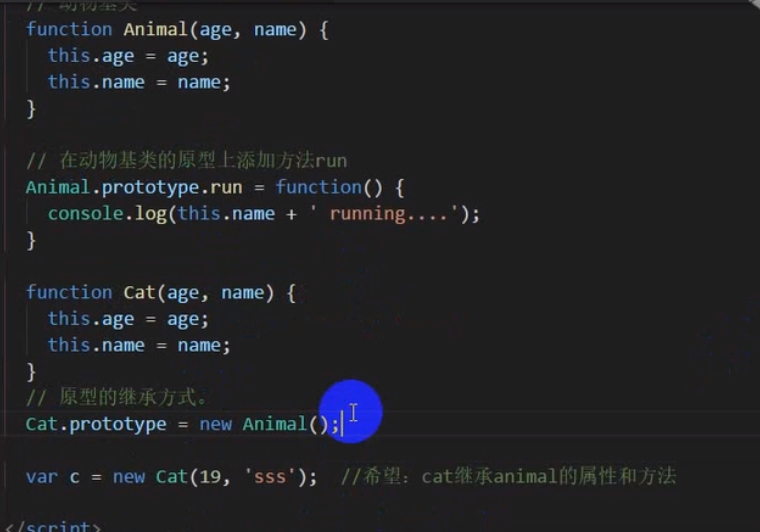 // 动物基类
function Animal(age, name) {
this.age = age;
this.name = name;
}
// 在动物基类的原型上添加方法run
Animal.prototype.run = function() {
console.log(this.name + ' running....');
}
function Cat(age, name) {
this.age = age;
this.name = name;
}
// 原型的继承方式。
Cat.prototype = new Animal();
var c = new Cat(19, 'sss');  //希望：cat继承animal的属性和方法
</script>